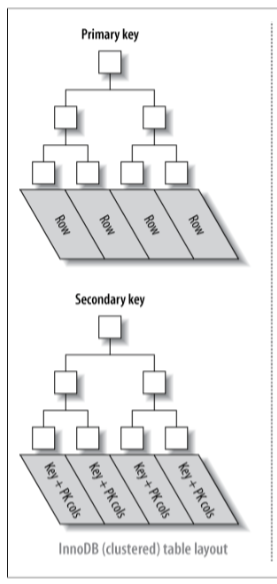 Primary key
Row
Row
Row
Row
Secondary key
Key + PK cols
Key + PK cols
Key + PK cols
Key + PK cols
InnoDB (clustered) table layout